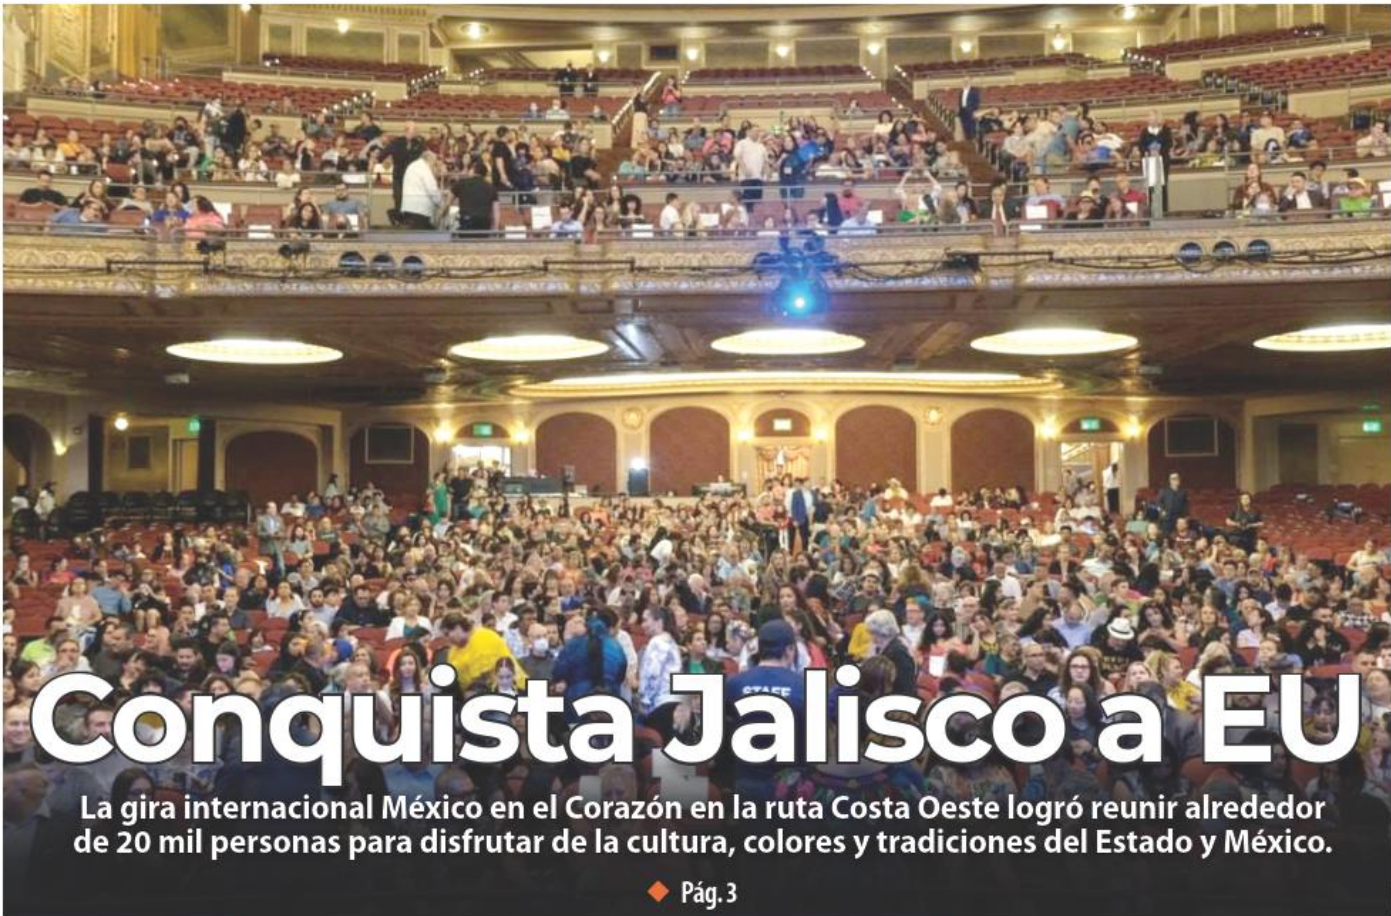 STAFF
Conquista Jalisco a EU
La gira internacional México en el Corazón en la ruta Costa Oeste logró reunir alrededor
de 20 mil personas para disfrutar de la cultura, colores y tradiciones del Estado y México.
Pág. 3